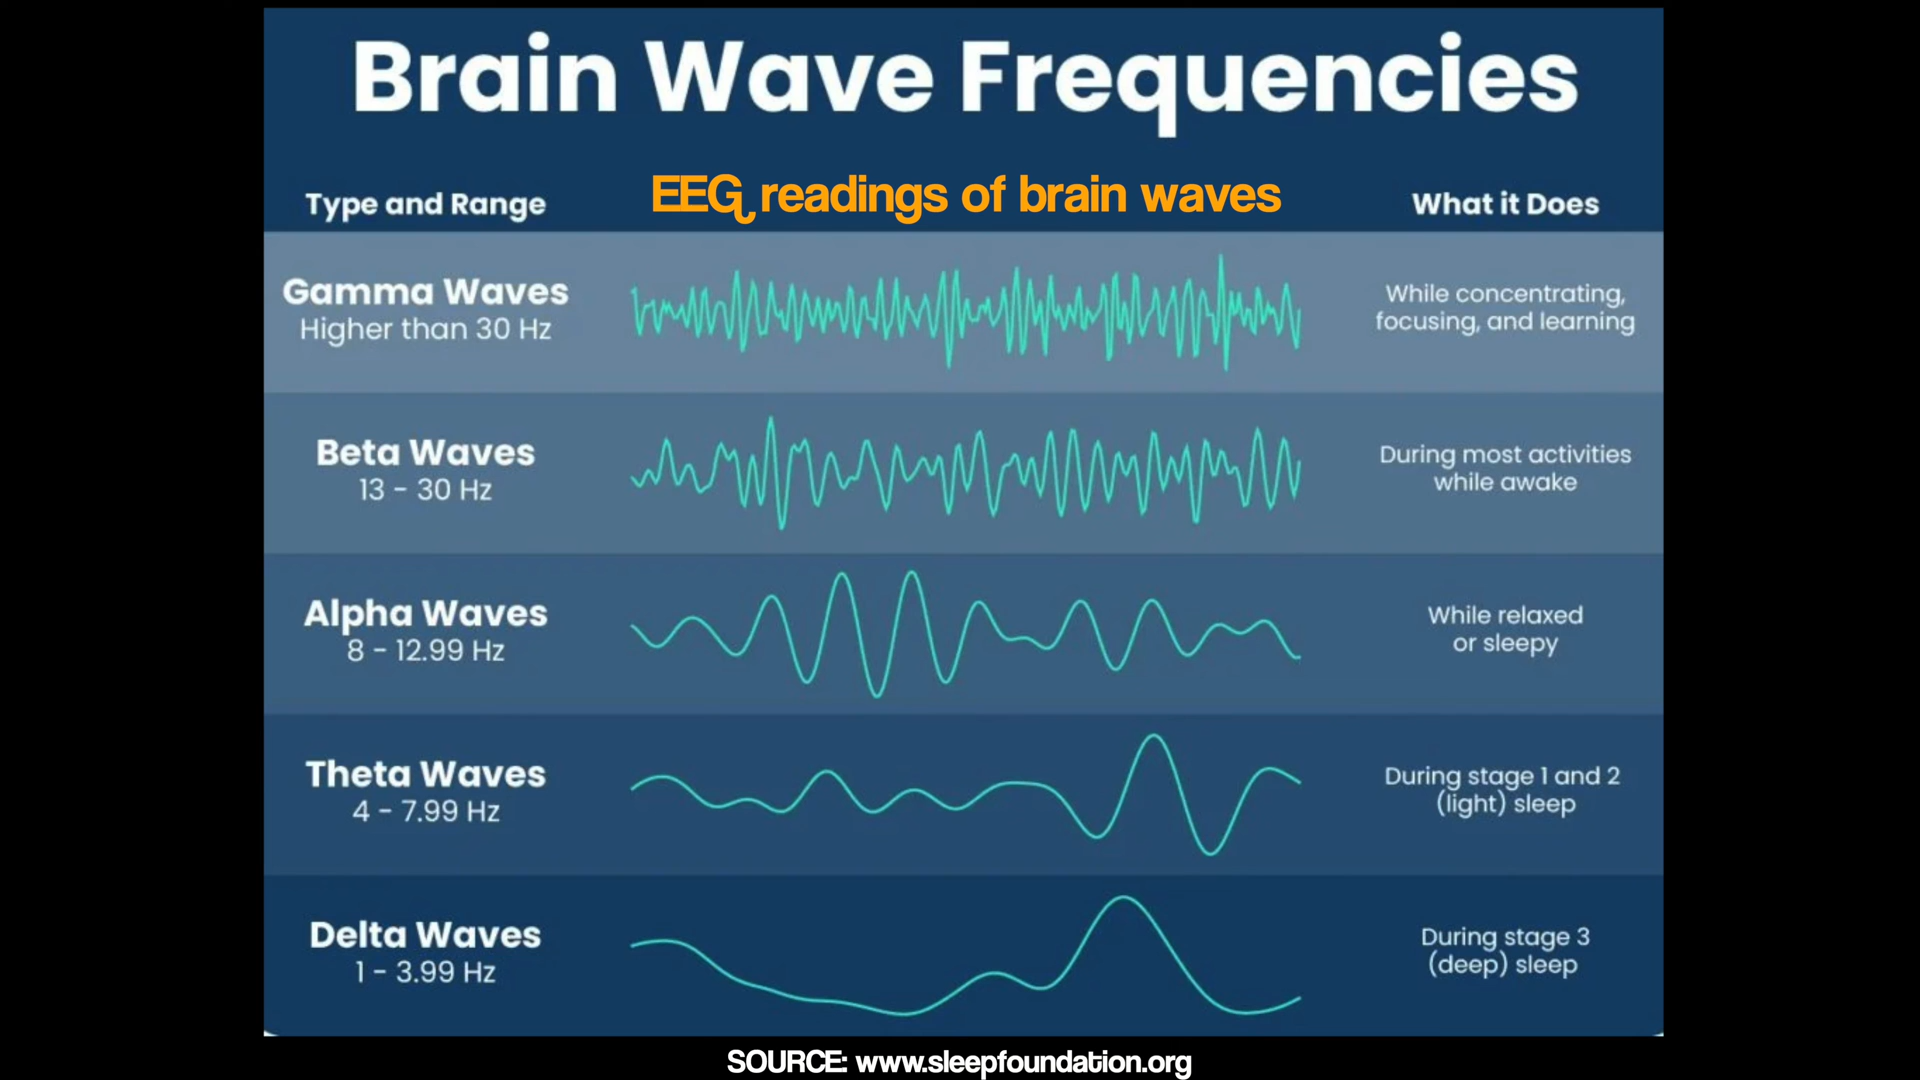 Brain Wave Frequencies
Type and Range
EEG readings of brain waves
What it Does
Gamma Waves
Higher than 30 Hz
While concentrating,
focusing, and learning
Beta Waves
13 - 30 Hz
During most activities
while awake
Alpha Waves
8 - 12.99 Hz
While relaxed
or sleepy
Theta Waves
4 - 7.99 Hz
During stage 1 and 2
(light) sleep
Delta Waves
1 - 3.99 Hz
During stage 3
(deep) sleep
SOURCE: www.sleepfoundation.org